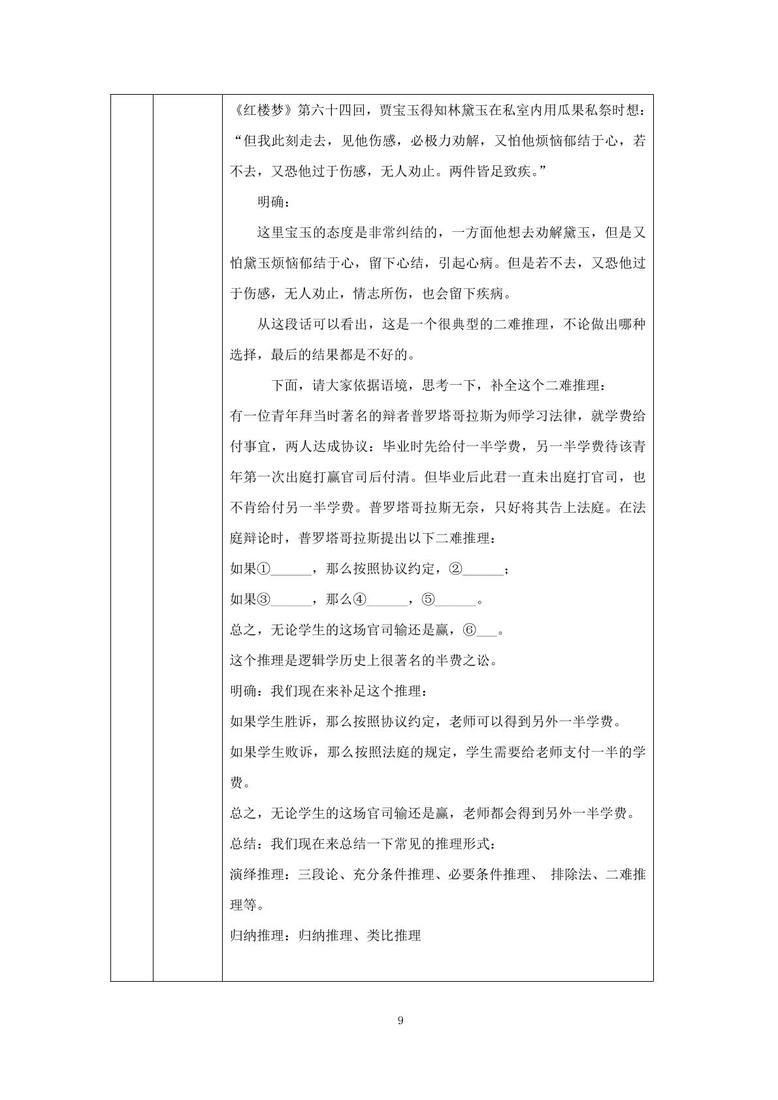 《红楼梦》第六十四回，贾宝玉得知林黛玉在私室内用瓜果私祭时想：
“但我此刻走去，见他伤感，必极力劝解，又怕他烦恼郁结于心，若
不去，又恐他过于伤感，无人劝止。两件皆足致疾。”
明确：
这里宝玉的态度是非常纠结的，一方面他想去劝解黛玉，但是又
怕黛玉烦恼郁结于心，留下心结，引起心病。但是若不去，又恐他过
于伤感，无人劝止，情志所伤，也会留下疾病。
从这段话可以看出，这是一个很典型的二难推理，不论做出哪种
选择，最后的结果都是不好的。
下面，请大家依据语境，思考一下，补全这个二难推理：
有一位青年拜当时著名的辩者普罗塔哥拉斯为师学习法律，就学费给
付事宜，两人达成协议：毕业时先给付一半学费，另一半学费待该青
年第一次出庭打赢官司后付清。但毕业后此君一直未出庭打官司，也
不肯给付另一半学费。普罗塔哥拉斯无奈，只好将其告上法庭。在法
庭辩论时，普罗塔哥拉斯提出以下二难推理：
如果①______，那么按照协议约定，②______；
如果③______，那么④______，⑤______。
总之，无论学生的这场官司输还是赢，⑥___。
这个推理是逻辑学历史上很著名的半费之讼。
明确：我们现在来补足这个推理：
如果学生胜诉，那么按照协议约定，老师可以得到另外一半学费。
如果学生败诉，那么按照法庭的规定，学生需要给老师支付一半的学
费。
总之，无论学生的这场官司输还是赢，老师都会得到另外一半学费。
总结：我们现在来总结一下常见的推理形式：
演绎推理：三段论、充分条件推理、必要条件推理、 排除法、二难推
理等。
归纳推理：归纳推理、类比推理
9